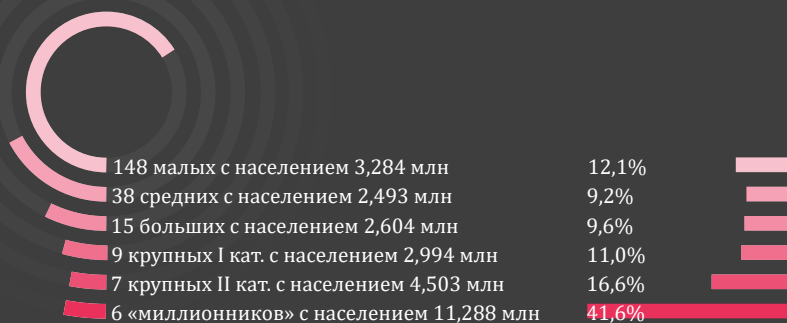 148 малых с населением 3,284 млн 12,1%
38 средних с населением 2,493 млн 9,2%
15 больших с населением 2,604 млн 9,6%
9 крупных I кат. с населением 2,994 млн 11,0%
7 крупных II кат. с населением 4,503 млн 16,6%
6 «миллионников» с населением 11,288 млн 41,6%